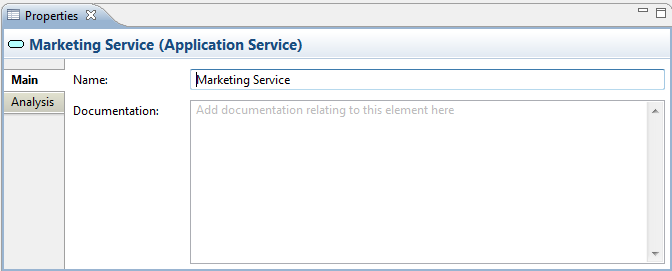 Properties
Marketing Service (Application Service)
Main
Name:
Marketing Service
Analysis
Documentation:
Add documentation relating to this element here